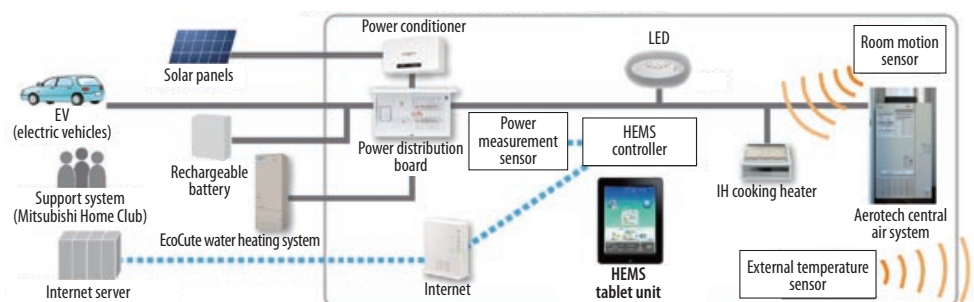 Power conditioner
LED
Room motion
sensor
Solar panels
EV
(electric vehicles)
Power
measurement
sensor
HEMS
controller
Power distribution
board
Rechargeable
battery
IH cooking heater
Support system
(Mitsubishi Home Club)
Aerotech central
air system
EcoCute water heating system
Internet server
Internet
HEMS
tablet unit
External temperature
sensor